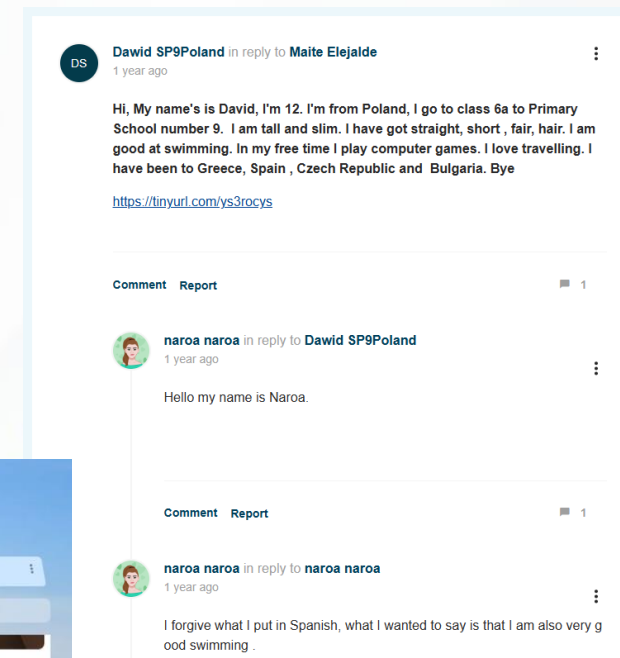 DS
Dawid SP9Poland in reply to Maite Elejalde
1 year ago
Hi, My name's is David, I'm 12. I'm from Poland, I go to class 6a to Primary
School number 9.  I am tall and slim. I have got straight, short , fair, hair. I am
good at swimming. In my free time I play computer games. I love travelling. I
have been to Greece, Spain , Czech Republic and  Bulgaria. Bye
https://tinyurl.com/ys3rocys
Comment Report 1
naroa naroa in reply to Dawid SP9Poland
1 year ago
Hello my name is Naroa.
Comment Report 1
naroa naroa in reply to naroa naroa
1 year ago
I forgive what I put in Spanish, what I wanted to say is that I am also very g
ood swimming .